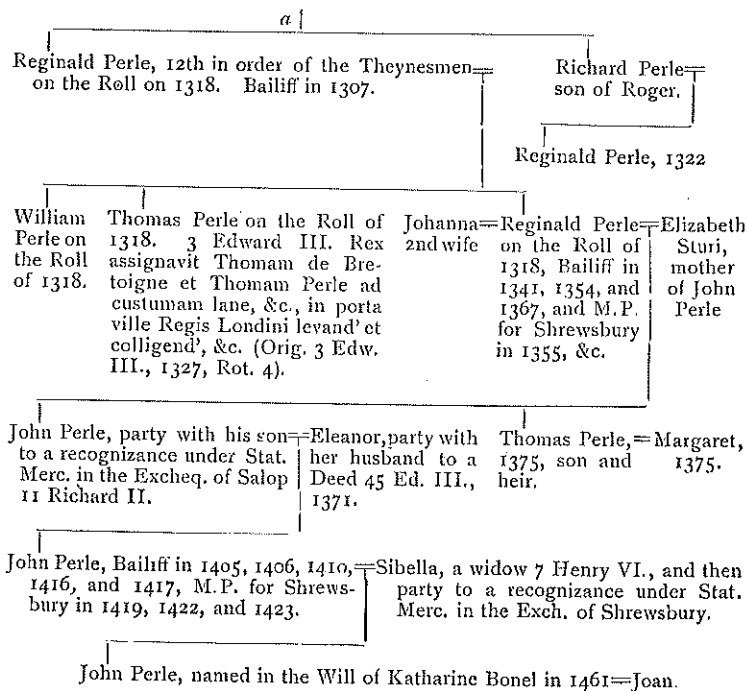 a
Reginald Perle, 12th in order of the Theynesmen
on the Roll on 1318. Bailiff in 1307.
Richard Perle
son of Roger.
Reginald Perle, 1322
William
Perle on
the Roll
of 1318.
Thomas Perle on the Roll of
1318. 3 Edward III. Rex
assignavit Thomam de Bre-
toigne et Thomam Perle ad
custumam lane, &c., in porta
ville Regis Londini levand' et
colligend', &c. (Orig. 3 Edw.
III., 1327, Rot. 4).
Johanna=
2nd wife
Reginald Perle
on the Roll of
1318, Bailiff in
1341, 1354, and
1367, and M.P.
for Shrewsbury
in 1355, &c.
Elizabeth
Sturi,
mother
of John
Perle
John Perle, party with his son
to a recognizance under Stat.
Merc. in the Excheq. of Salop
11 Richard II.
Eleanor, party with
her husband to a
Deed 45 Ed. III.,
1371.
Thomas Perle,=
1375, son and
heir.
Margaret,
1375.
John Perle, Bailiff in 1405, 1406, 1410,
1416, and 1417, M.P. for Shrews-
bury in 1419, 1422, and 1423.
Sibella, a widow 7 Henry VI., and then
party to a recognizance under Stat.
Merc. in the Exch. of Shrewsbury.
John Perle, named in the Will of Katharine Bonel in 1461=Joan.